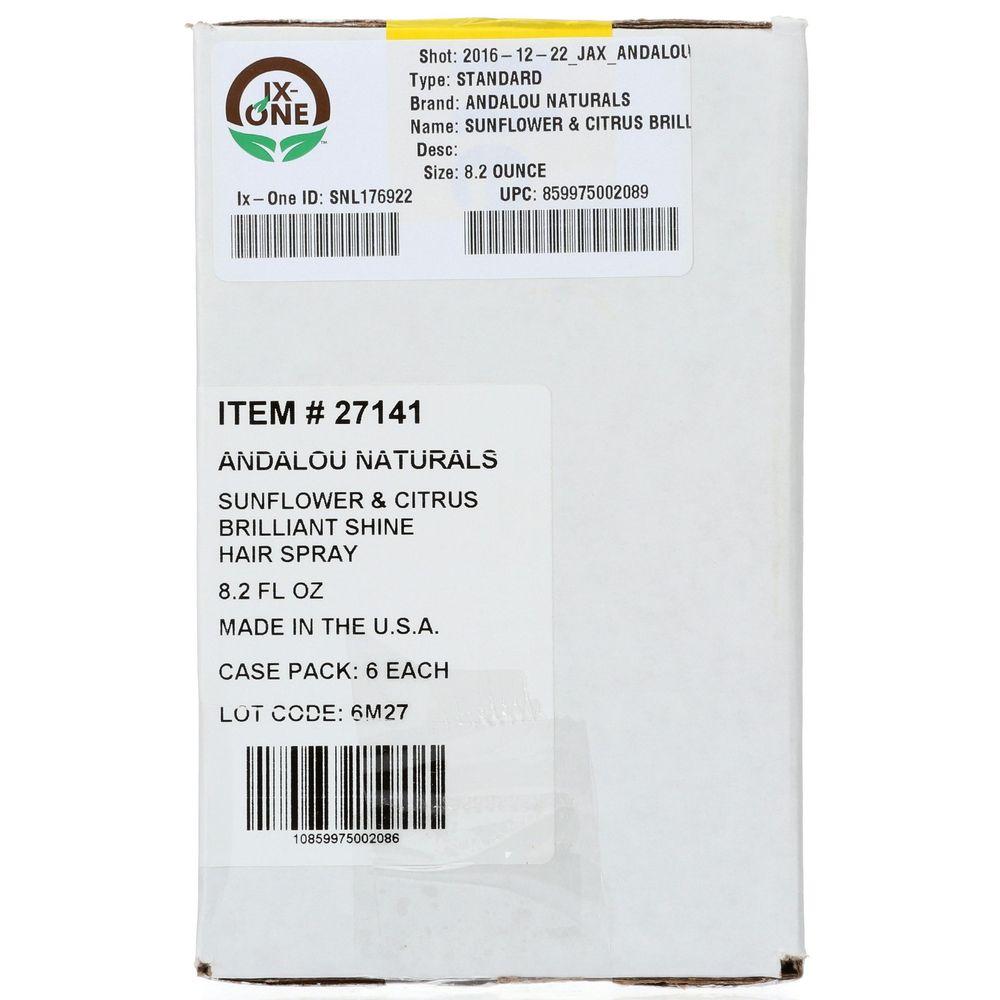 IX-
ONE
™
Shot: 2016-12-22_JAX_ANDALOU
Type: STANDARD
Brand: ANDALOU NATURALS
Name: SUNFLOWER & CITRUS BRILL
Desc:
Size: 8.2 OUNCE
Ix-One ID: SNL176922
UPC: 859975002089
ITEM # 27141
ANDALOU NATURALS
SUNFLOWER & CITRUS
BRILLIANT SHINE
HAIR SPRAY
8.2 FL OZ
MADE IN THE U.S.A.
CASE PACK: 6 EACH
LOT CODE: 6M27
10859975002086